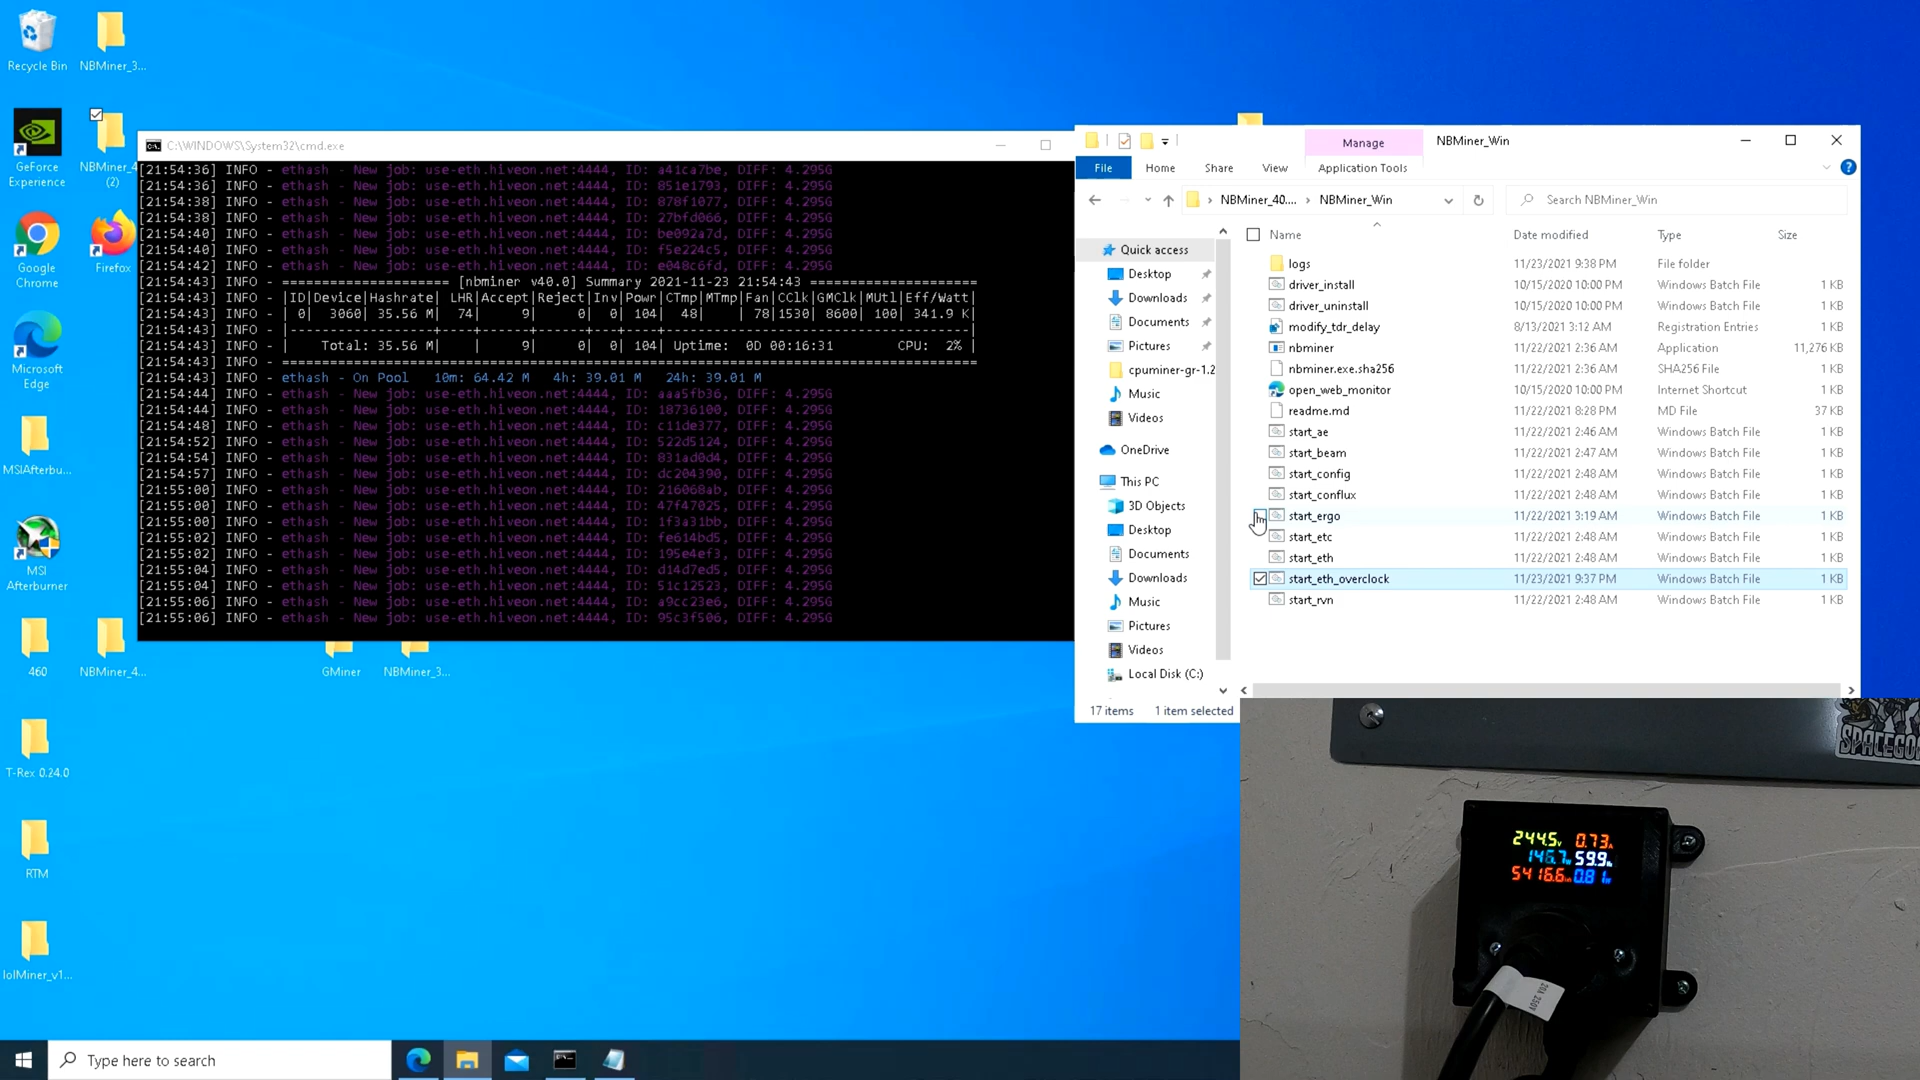 Recycle Bin
NBMiner_3...
GeForce
Experience
NBMiner_4
(2)
Google
Chrome
Firefox
Microsoft
Edge
MSIAfterbu...
MSI
Afterburner
460
NBMiner_4...
GMiner
NBMiner_3...
T-Rex 0.24.0
RTM
lolMiner_v1...
C:\WINDOWS\System32\cmd.exe
[21:54:36] INFO - ethash - New job: use-eth.hiveon.net:4444, ID: a41ca7be, DIFF: 4.295G
[21:54:36] INFO - ethash - New job: use-eth.hiveon.net:4444, ID: 851e1793, DIFF: 4.295G
[21:54:38] INFO - ethash - New job: use-eth.hiveon.net:4444, ID: 878f1077, DIFF: 4.295G
[21:54:38] INFO - ethash - New job: use-eth.hiveon.net:4444, ID: 27bfd066, DIFF: 4.295G
[21:54:40] INFO - ethash - New job: use-eth.hiveon.net:4444, ID: be092a7d, DIFF: 4.295G
[21:54:40] INFO - ethash - New job: use-eth.hiveon.net:4444, ID: f5e224c5, DIFF: 4.295G
[21:54:42] INFO - ethash - New job: use-eth.hiveon.net:4444, ID: e048c6fd, DIFF: 4.295G
[21:54:43] INFO - ===================== [nbminer v40.0] Summary 2021-11-23 21:54:43 =====================
[21:54:43] INFO - |ID|Device|Hashrate| LHR|Accept|Reject|Inv|Powr|CTmp|MTmp|Fan|CClk|GMClk|MUtl|Eff/Watt|
[21:54:43] INFO - | 0| 3060| 35.56 M| 74| 9| 0| 0| 104| 48| | 78|1530| 8600| 100| 341.9 K|
[21:54:43] INFO - |------------------+----+------+------+---+----+--------------------------------------|
[21:54:43] INFO - | Total: 35.56 M| | 9| 0| 0| 104| Uptime: 0D 00:16:31 CPU: 2% |
[21:54:43] INFO - ======================================================================================
[21:54:43] INFO - ethash - On Pool 10m: 64.42 M 4h: 39.01 M 24h: 39.01 M
[21:54:44] INFO - ethash - New job: use-eth.hiveon.net:4444, ID: aaa5fb36, DIFF: 4.295G
[21:54:44] INFO - ethash - New job: use-eth.hiveon.net:4444, ID: 18736100, DIFF: 4.295G
[21:54:48] INFO - ethash - New job: use-eth.hiveon.net:4444, ID: c11de377, DIFF: 4.295G
[21:54:52] INFO - ethash - New job: use-eth.hiveon.net:4444, ID: 522d5124, DIFF: 4.295G
[21:54:54] INFO - ethash - New job: use-eth.hiveon.net:4444, ID: 831ad0d4, DIFF: 4.295G
[21:54:57] INFO - ethash - New job: use-eth.hiveon.net:4444, ID: dc204390, DIFF: 4.295G
[21:55:00] INFO - ethash - New job: use-eth.hiveon.net:4444, ID: 216068ab, DIFF: 4.295G
[21:55:00] INFO - ethash - New job: use-eth.hiveon.net:4444, ID: 47f47025, DIFF: 4.295G
[21:55:00] INFO - ethash - New job: use-eth.hiveon.net:4444, ID: 1f3a31bb, DIFF: 4.295G
[21:55:02] INFO - ethash - New job: use-eth.hiveon.net:4444, ID: fe614bd5, DIFF: 4.295G
[21:55:02] INFO - ethash - New job: use-eth.hiveon.net:4444, ID: 195e4ef3, DIFF: 4.295G
[21:55:04] INFO - ethash - New job: use-eth.hiveon.net:4444, ID: d14d7ed5, DIFF: 4.295G
[21:55:04] INFO - ethash - New job: use-eth.hiveon.net:4444, ID: 51c12523, DIFF: 4.295G
[21:55:06] INFO - ethash - New job: use-eth.hiveon.net:4444, ID: a9cc23e6, DIFF: 4.295G
[21:55:06] INFO - ethash - New job: use-eth.hiveon.net:4444, ID: 95c3f506, DIFF: 4.295G
Manage NBMiner_Win
File Home Share View Application Tools
NBMiner_40.... NBMiner_Win Search NBMiner_Win
Quick access
Desktop
Downloads
Documents
Pictures
cpuminer-gr-1.2
Music
Videos
OneDrive
This PC
3D Objects
Desktop
Documents
Downloads
Music
Pictures
Videos
Local Disk (C:)
Name Date modified Type Size
logs 11/23/2021 9:38 PM File folder
driver_install 10/15/2020 10:00 PM Windows Batch File 1 KB
driver_uninstall 10/15/2020 10:00 PM Windows Batch File 1 KB
modify_tdr_delay 8/13/2021 3:12 AM Registration Entries 1 KB
nbminer 11/22/2021 2:36 AM Application 11,276 KB
nbminer.exe.sha256 11/22/2021 2:36 AM SHA256 File 1 KB
open_web_monitor 10/15/2020 10:00 PM Internet Shortcut 1 KB
readme.md 11/22/2021 8:28 PM MD File 37 KB
start_ae 11/22/2021 2:46 AM Windows Batch File 1 KB
start_beam 11/22/2021 2:47 AM Windows Batch File 1 KB
start_config 11/22/2021 2:48 AM Windows Batch File 1 KB
start_conflux 11/22/2021 2:48 AM Windows Batch File 1 KB
start_ergo 11/22/2021 3:19 AM Windows Batch File 1 KB
start_etc 11/22/2021 2:48 AM Windows Batch File 1 KB
start_eth 11/22/2021 2:48 AM Windows Batch File 1 KB
start_eth_overclock 11/23/2021 9:37 PM Windows Batch File 1 KB
start_rvn 11/22/2021 2:48 AM Windows Batch File 1 KB
17 items 1 item selected
244.5V 0.73A
146.7 59.9
5416.6 0.81
20A 250V
Type here to search